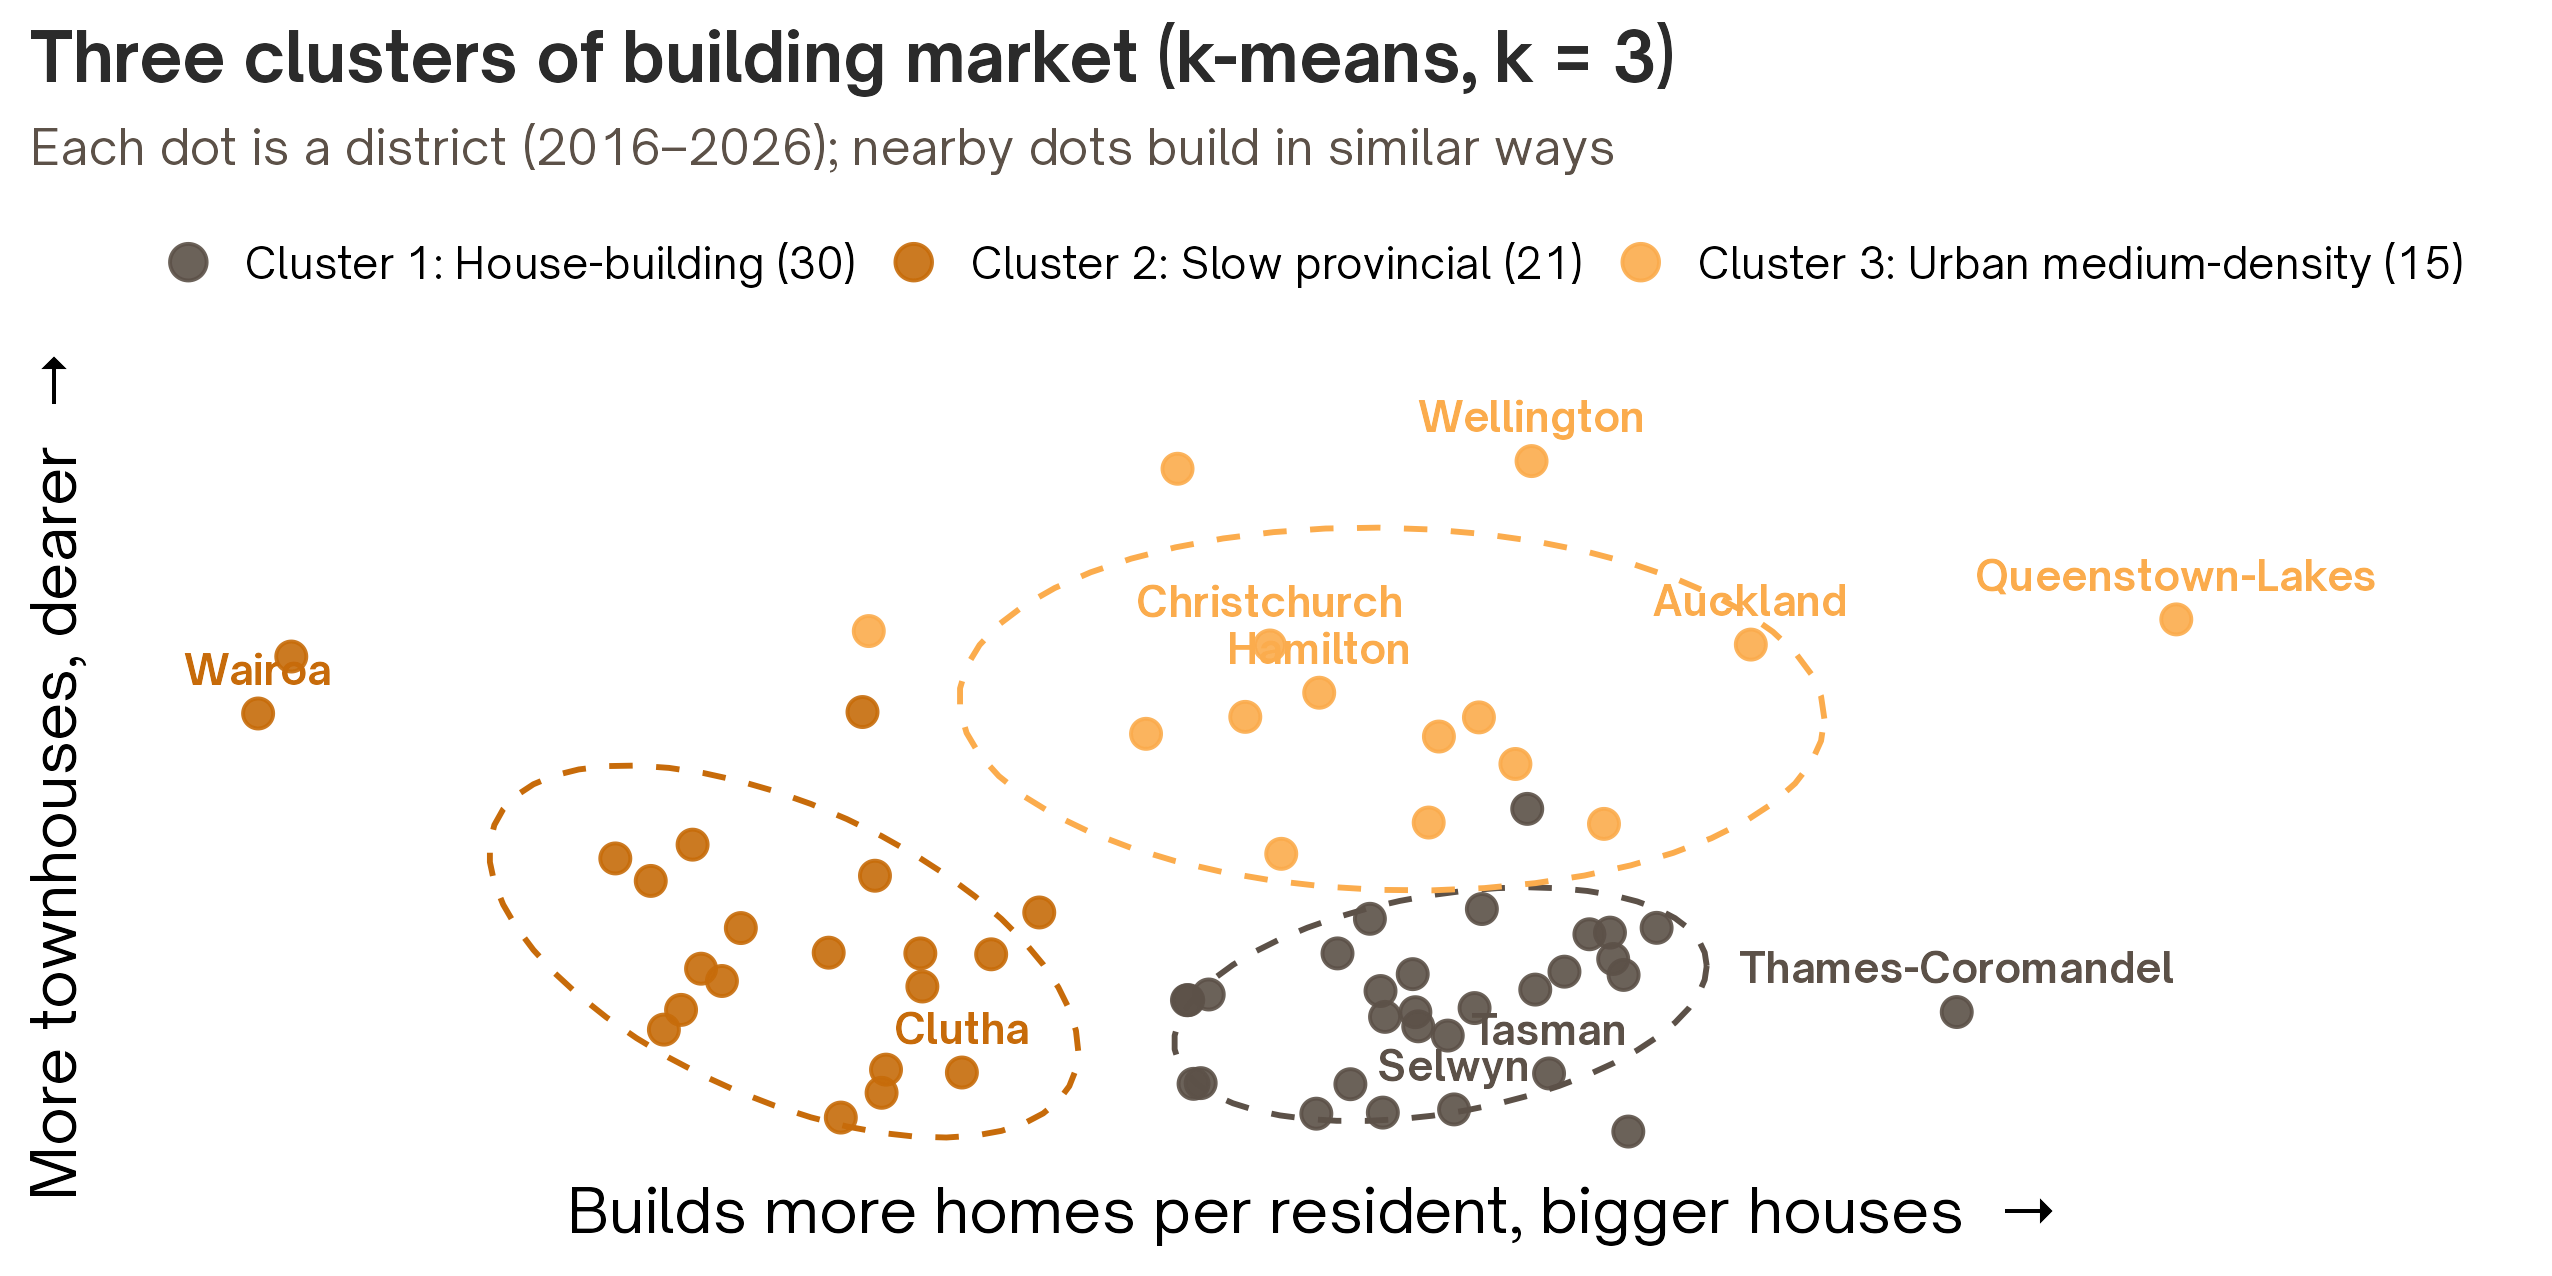 Three clusters of building market (k-means, k = 3)
Each dot is a district (2016–2026); nearby dots build in similar ways
Cluster 1: House-building (30)
Cluster 2: Slow provincial (21)
Cluster 3: Urban medium-density (15)
More townhouses, dearer →
Wellington
Queenstown-Lakes
Christchurch
Auckland
Hamilton
Wairoa
Thames-Coromandel
Clutha
Tasman
Selwyn
Builds more homes per resident, bigger houses →